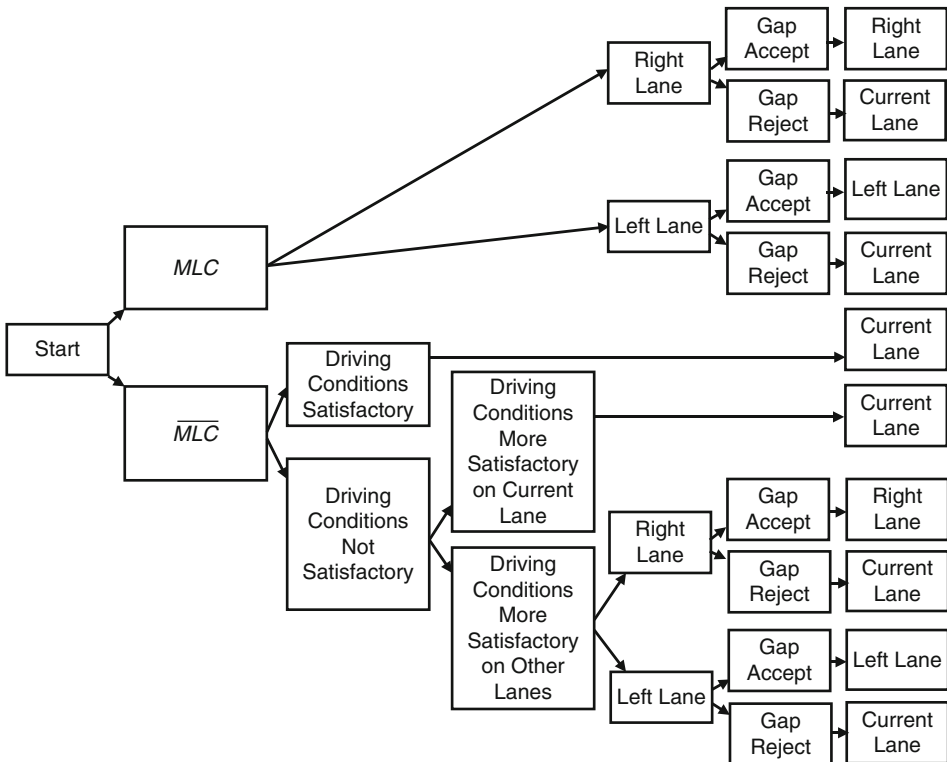 Gap
Accept
Right
Lane
Right
Lane
Gap
Reject
Current
Lane
Gap
Accept
Left Lane
Left Lane
Gap
Reject
Current
Lane
MLC
Start
M̅L̅C̅
Driving
Conditions
Satisfactory
Current
Lane
Driving
Conditions
More
Satisfactory
on Current
Lane
Current
Lane
Driving
Conditions
Not
Satisfactory
Driving
Conditions
More
Satisfactory
on Other
Lanes
Right
Lane
Gap
Accept
Right
Lane
Gap
Reject
Current
Lane
Left Lane
Gap
Accept
Left Lane
Gap
Reject
Current
Lane